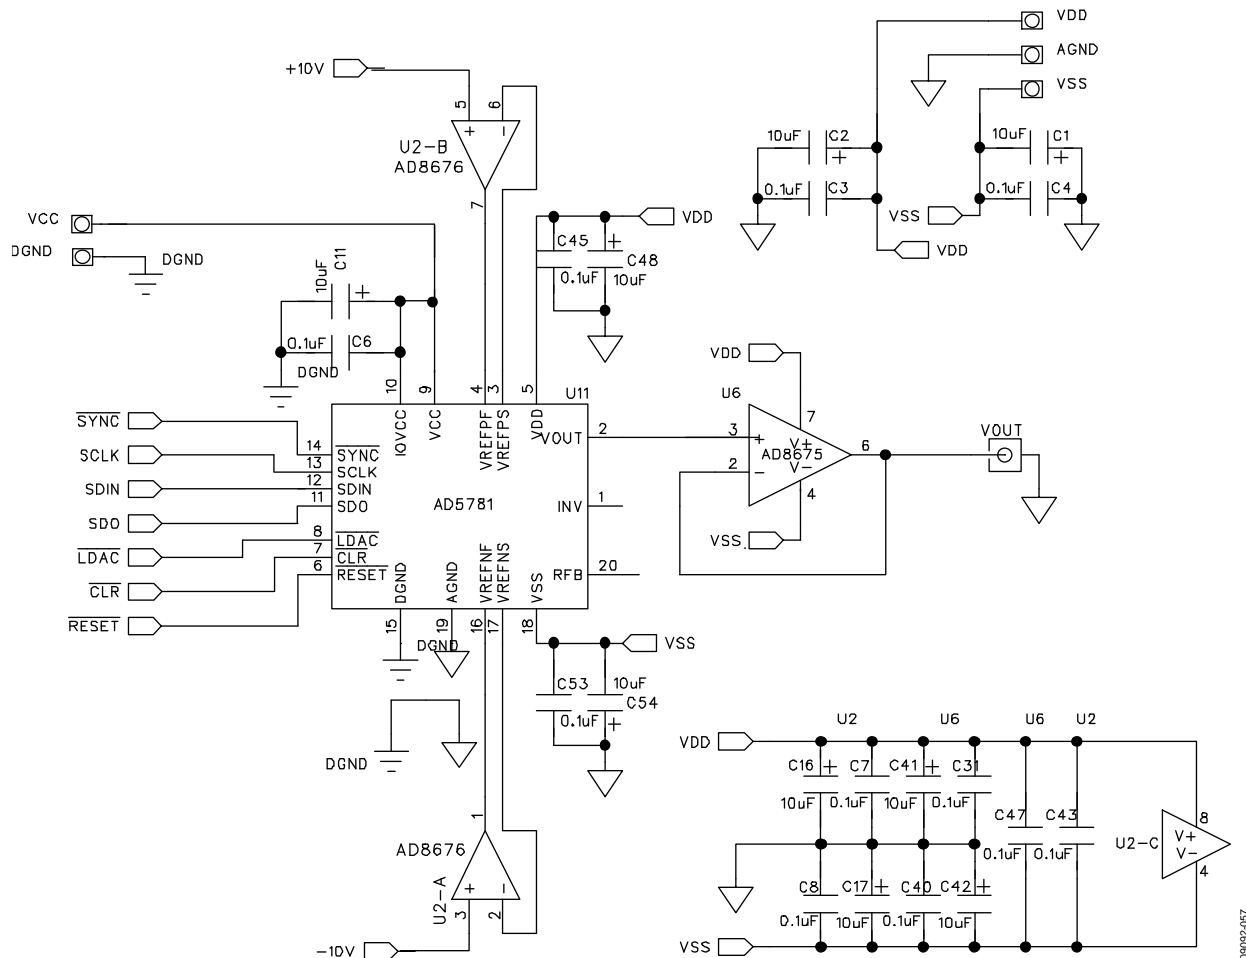 VDD
AGND
VSS
10uF C2
+
0.1uF C3
VDD
10uF C1
+
0.1uF C4
VSS
+10V
5 6
+ −
U2-B
AD8676
7
VCC
DGND
DGND
10uF C11
+
0.1uF C6
DGND
C45
0.1uF
+
C48
10uF
VDD
10 9 4 3 5
U11
IOVCC VCC VREFPF VREFPS VDD
SYNC 14 SYNC
SCLK 13 SCLK
SDIN 12 SDIN
SDO 11 SDO
LDAC 8 LDAC
CLR 7 CLR
RESET 6 RESET
AD5781
VOUT 2
INV 1
RFB 20
DGND AGND VREFNF VREFNS VSS
15 19 16 17 18
DGND
VDD
U6
7
3 + V+ 6
AD8675
2 − V−
4
VSS
VOUT
VSS
C53
0.1uF
10uF
C54
+
DGND
1
AD8676
U2-A
+ −
3 2
-10V
U2 U6 U6 U2
VDD
C16 + C7 C41 + C31
10uF 0.1uF 10uF 0.1uF
C47 C43
0.1uF 0.1uF
C8 C17 + C40 C42 +
0.1uF 10uF 0.1uF 10uF
VSS
8
U2-C V+
V−
4
09092-057